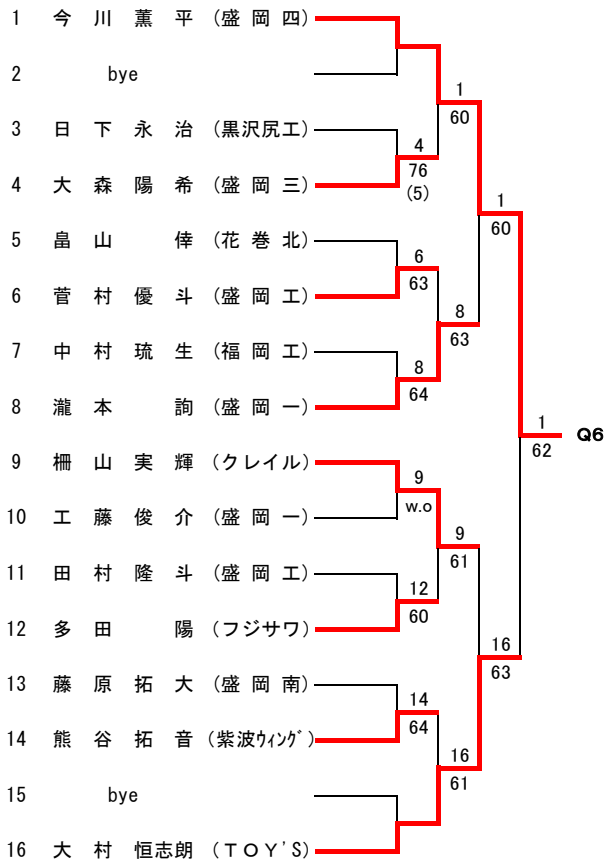 1 今川薫平 (盛岡四)
2 bye
1
60
3 日下永治 (黒沢尻工)
4
76
(5)
4 大森陽希 (盛岡三)
1
60
5 畠山 倖 (花巻北)
6
63
6 菅村優斗 (盛岡工)
8
63
7 中村琉生 (福岡工)
8
64
8 瀧本 詢 (盛岡一)
1
62
Q6
9 柵山実輝 (クレイル)
9
w.o
10 工藤俊介 (盛岡一)
9
61
11 田村隆斗 (盛岡工)
12
60
12 多田 陽 (フジサワ)
16
63
13 藤原拓大 (盛岡南)
14
64
14 熊谷拓音 (紫波ｳｨﾝｸﾞ)
16
61
15 bye
16 大村恒志朗 (ＴＯＹ'Ｓ)